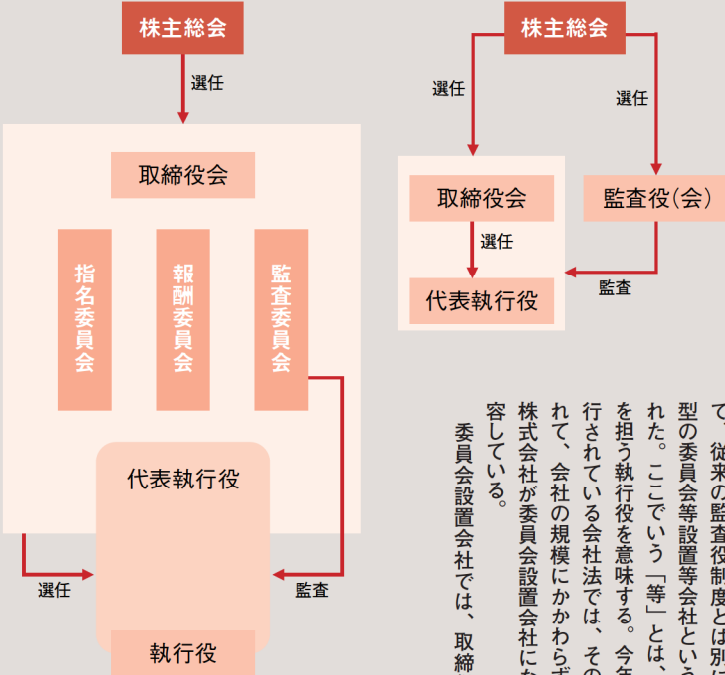 株主総会
選任
取締役会
指名委員会
報酬委員会
監査委員会
代表執行役
選任
監査
執行役
株主総会
選任
選任
取締役会
監査役(会)
選任
代表執行役
監査
て、従来の監査役制度とは別に
型の委員会等設置等会社という
れた。ここでいう「等」とは、
を担う執行役を意味する。今年
行されている会社法では、その
れて、会社の規模にかかわらず
株式会社が委員会設置会社にな
容している。
委員会設置会社では、取締